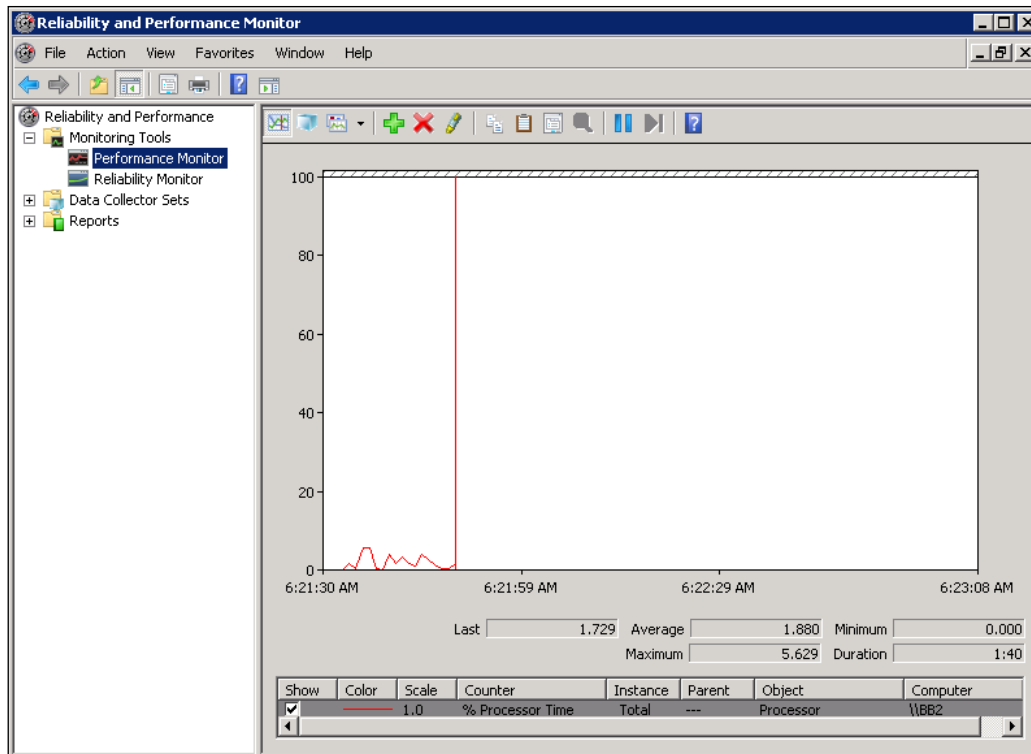 Reliability and Performance Monitor
File Action View Favorites Window Help
Reliability and Performance
Monitoring Tools
Performance Monitor
Reliability Monitor
Data Collector Sets
Reports
100
80
60
40
20
0
6:21:30 AM 6:21:59 AM 6:22:29 AM 6:23:08 AM
Last 1.729 Average 1.880 Minimum 0.000
Maximum 5.629 Duration 1:40
Show Color Scale Counter Instance Parent Object Computer
1.0 % Processor Time _Total --- Processor \\BB2